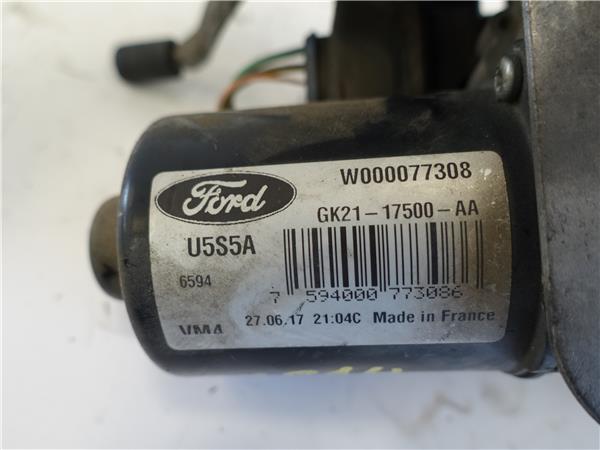 Ford
W000077308
GK21-17500-AA
U5S5A
6594
7 594000 773086
VM4
27.06.17 21:04C Made in France